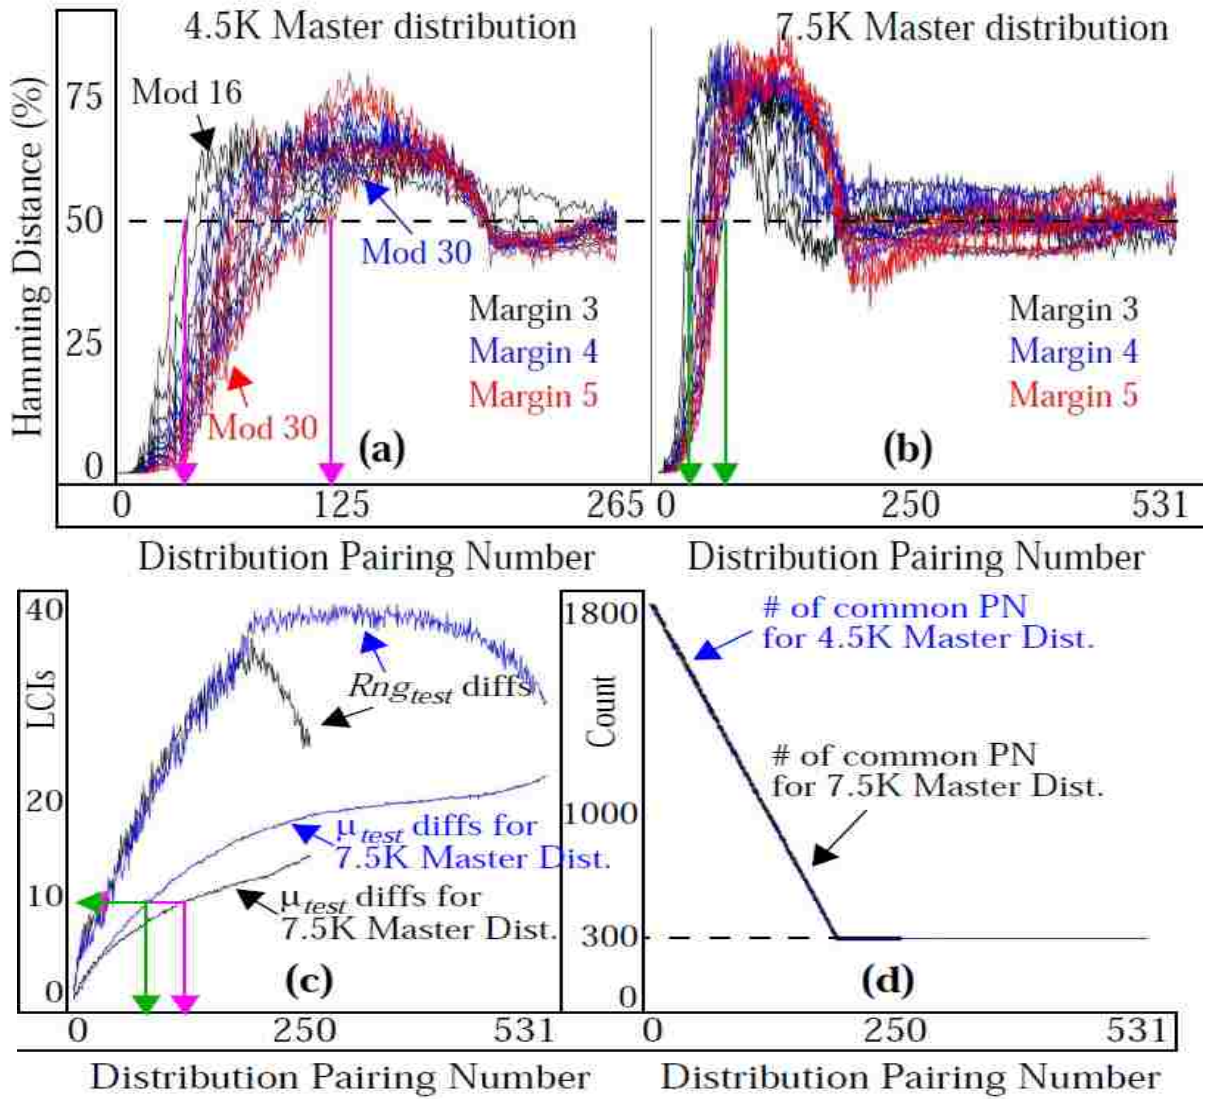 4.5K Master distribution
7.5K Master distribution
Hamming Distance (%)
75
50
25
0
Mod 16
Mod 30
Mod 30
Margin 3
Margin 4
Margin 5
(a)
Margin 3
Margin 4
Margin 5
(b)
0 125 265
0 250 531
Distribution Pairing Number
Distribution Pairing Number
LCIs
40
20
10
0
Rng test diffs
μ test diffs for
7.5K Master Dist.
μ test diffs for
7.5K Master Dist.
(c)
0 250 531
Distribution Pairing Number
Count
1800
1000
300
0
# of common PN
for 4.5K Master Dist.
# of common PN
for 7.5K Master Dist.
(d)
0 250 531
Distribution Pairing Number